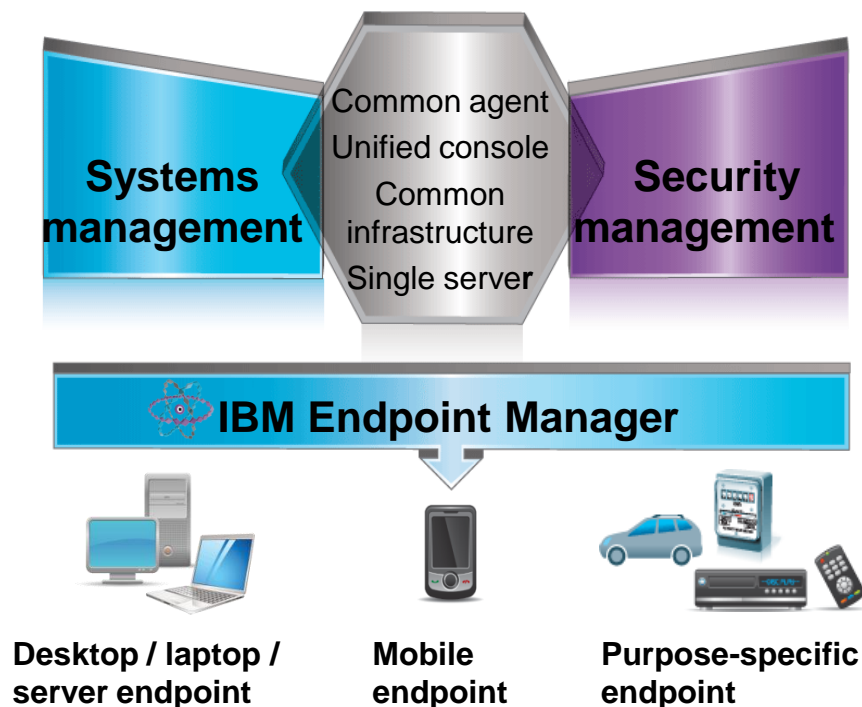 Common agent
Unified console
Common
infrastructure
Single server
Systems
management
Security
management
IBM Endpoint Manager
Desktop / laptop /
server endpoint
Mobile
endpoint
Purpose-specific
endpoint